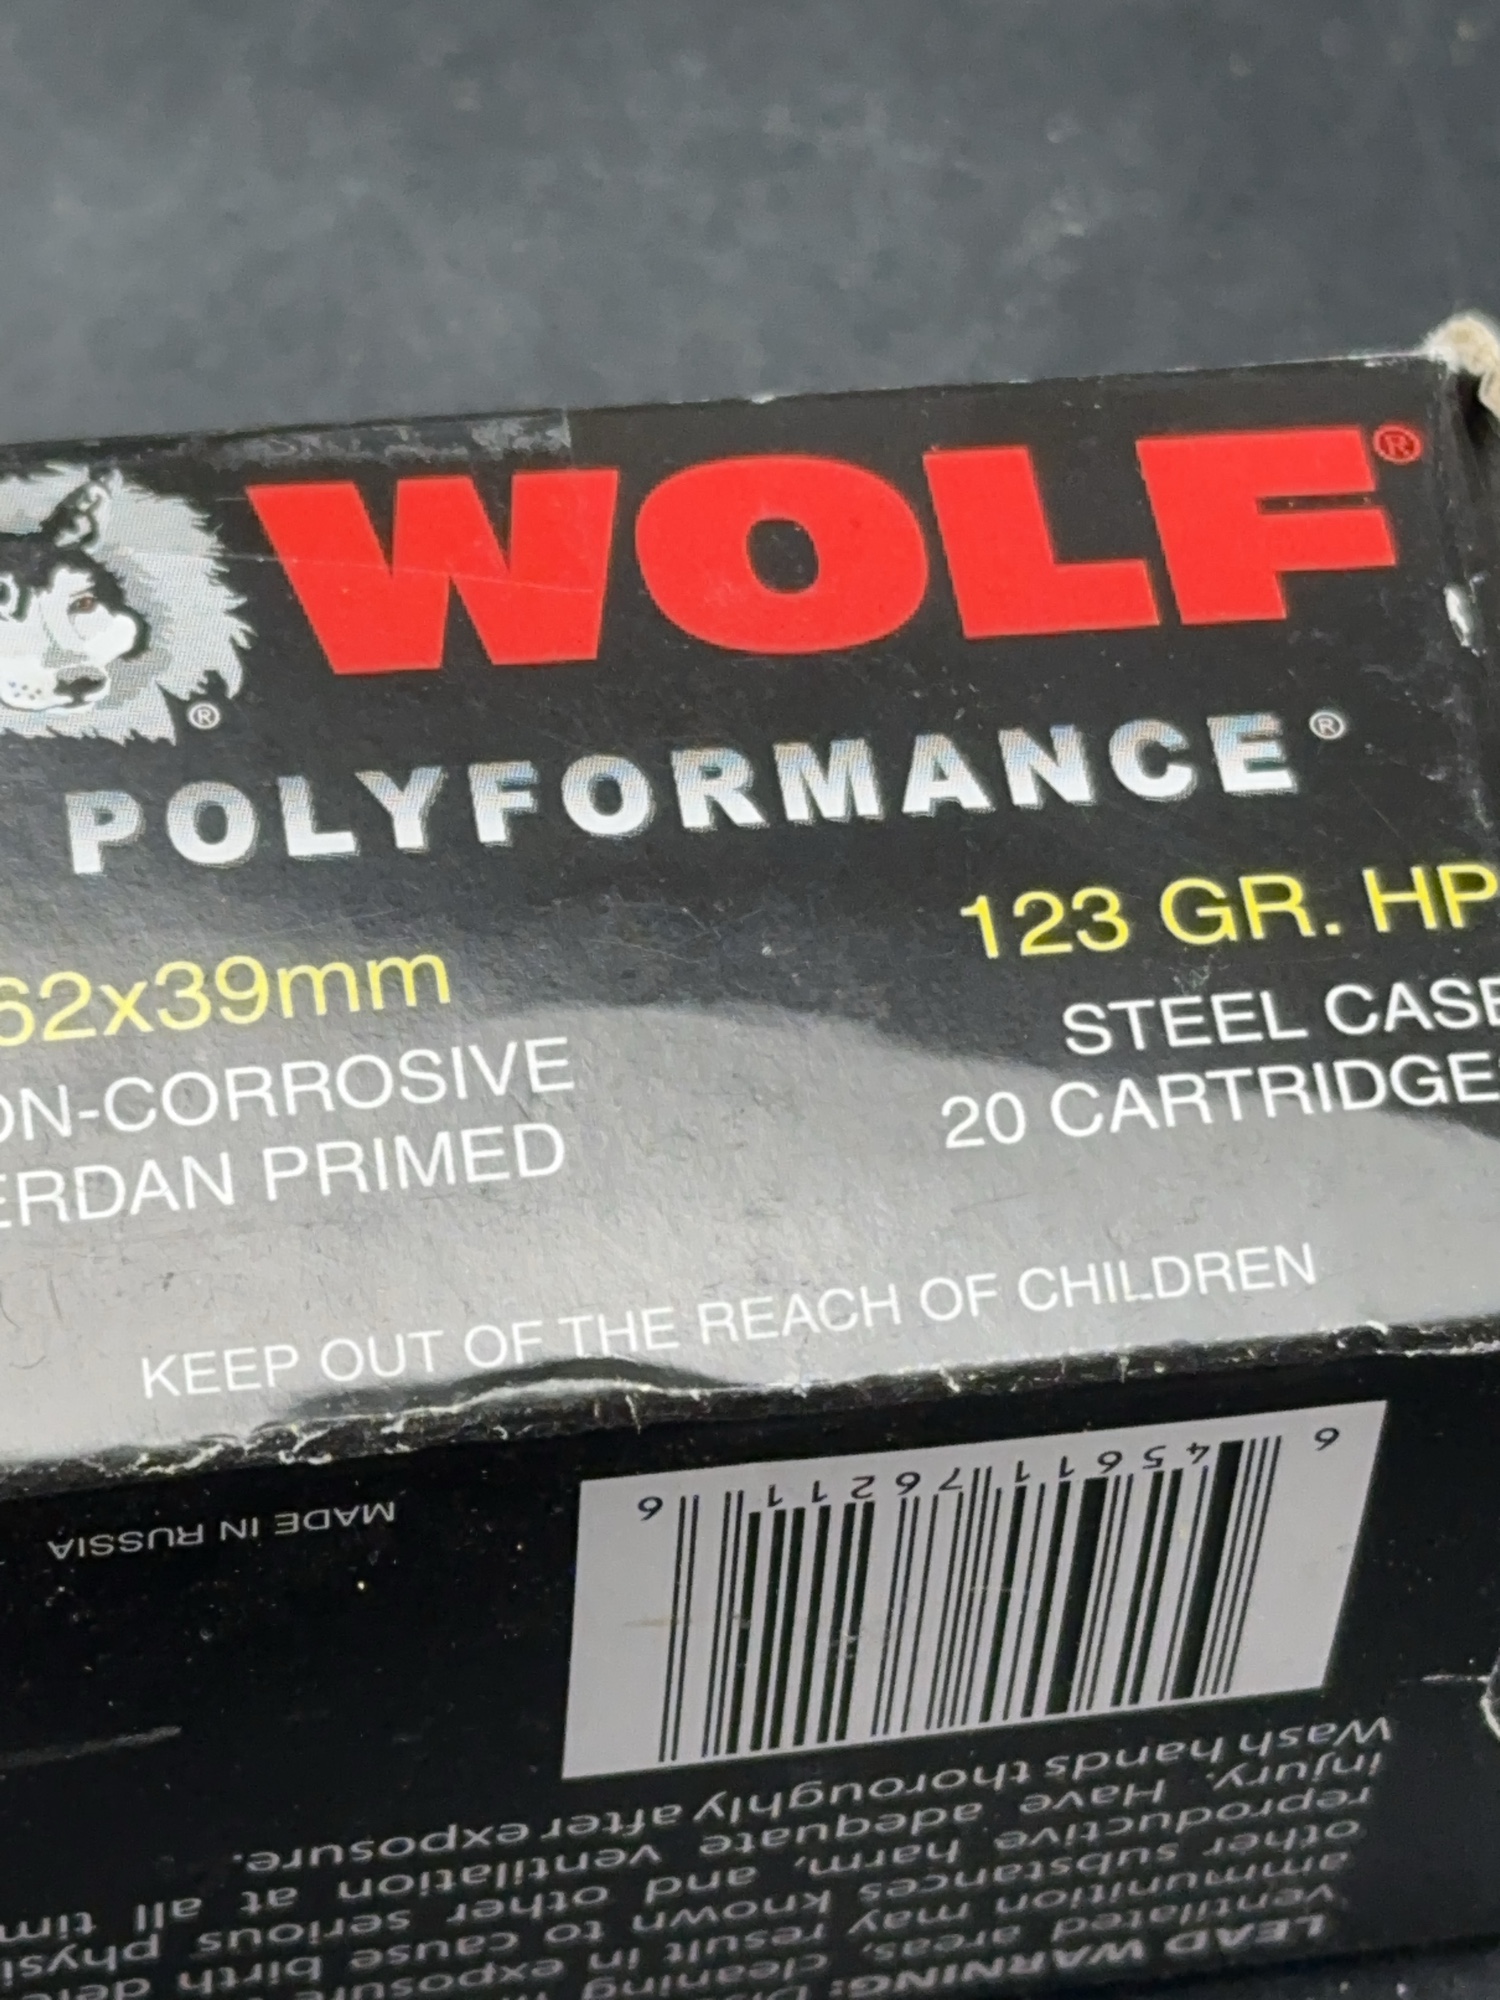 WOLF®
®
POLYFORMANCE®
62x39mm
123 GR. HP
ON-CORROSIVE
STEEL CASE
ERDAN PRIMED
20 CARTRIDGE
KEEP OUT OF THE REACH OF CHILDREN
MADE IN RUSSIA
6 45611 76211 6
LEAD WARNING:
ventilated areas, cleaning
ammunition may result in exposure
other substances known to cause birth
reproductive harm, and other serious physi
injury. Have adequate ventilation at all tim
Wash hands thoroughly after exposure.